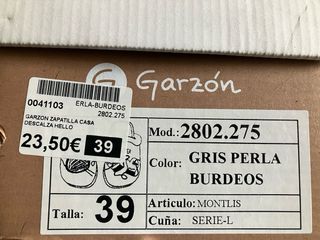 Garzón
0041103 ERLA-BURDEOS
2802.275
GARZON ZAPATILLA CASA
DESCALZA HELLO
23,50€ 39
Mod.: 2802.275
Color: GRIS PERLA
BURDEOS
Talla: 39
Articulo: MONTLIS
Cuña: SERIE-L